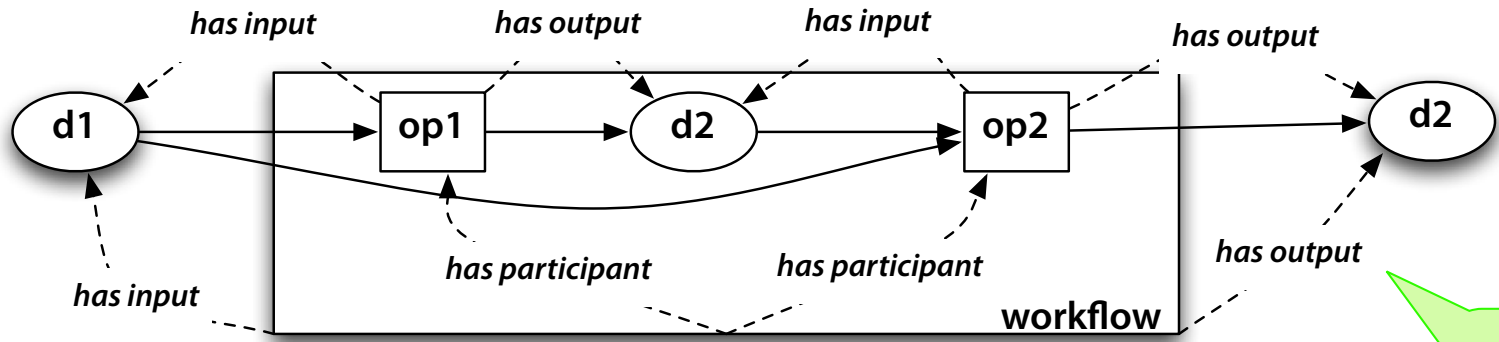 has input
has output
has input
has output
d1
op1
d2
op2
d2
has participant
has participant
has output
has input
workflow